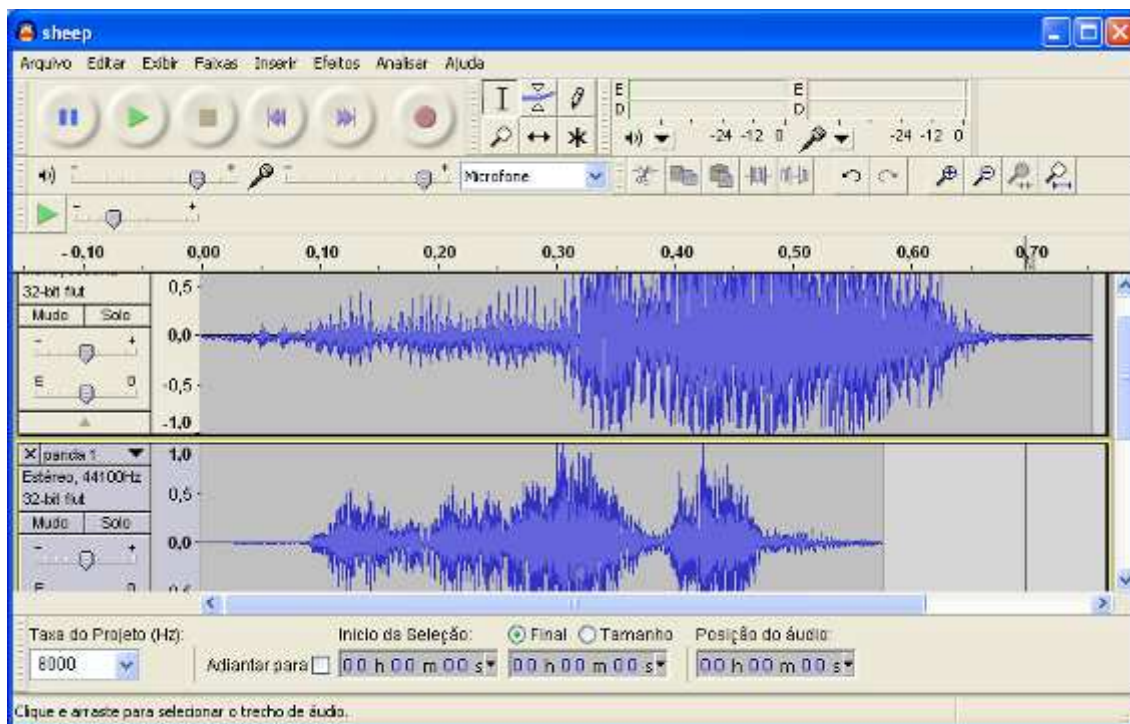 sheep
Arquivo Editar Exibir Faixas Inserir Efeitos Analisar Ajuda
E E
D D
-24 -12 0 -24 -12 0
- + - + Microfone
- +
-0,10 0,00 0,10 0,20 0,30 0,40 0,50 0,60 0,70
32-bit flut 0,5
Mudo Solo
- + 0,0
E D -0,5
-1,0
X panda 1 1,0
Estéreo, 44100Hz
32-bit flut 0,5
Mudo Solo
- + 0,0
Taxa do Projeto (Hz): Início da Seleção: Final Tamanho Posição do áudio:
8000 Adiantar para 00 h 00 m 00 s 00 h 00 m 00 s 00 h 00 m 00 s
Clique e arraste para selecionar o trecho de áudio.